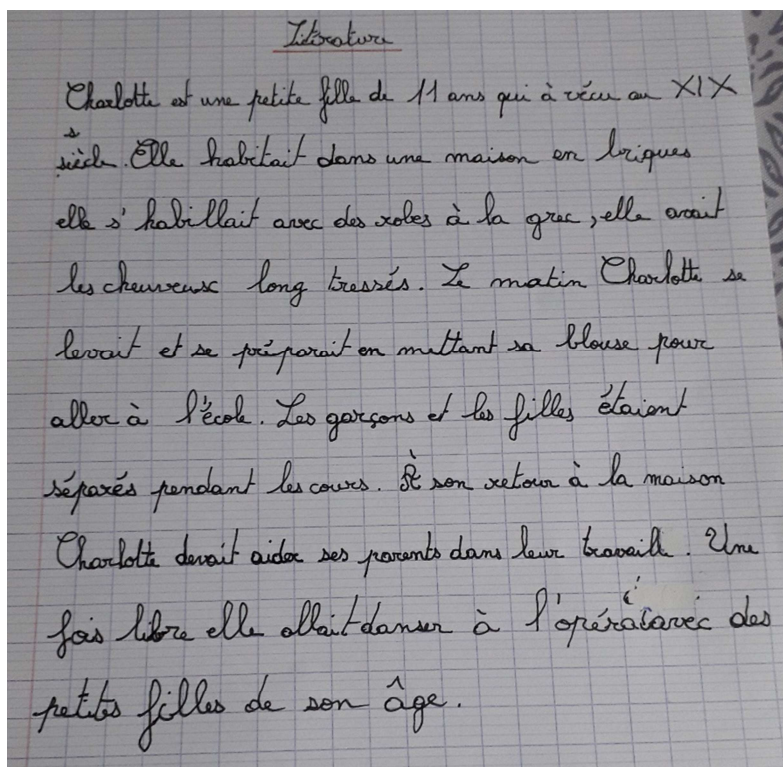 Literature
Charlotte est une petite fille de 11 ans qui à vécu au XIX
siècle. Elle habitait dans une maison en briques
elle s'habillait avec des robes à la grec, elle avait
les cheuveux long tressés. Le matin Charlotte se
levait et se préparait en mettant sa blouse pour
aller à l'école. Les garçons et les filles étaient
séparés pendant les cours. À son retour à la maison
Charlotte devait aider ses parents dans leur travaill. Une
fois libre elle allait danser à l'opéra avec des
petites filles de son âge.